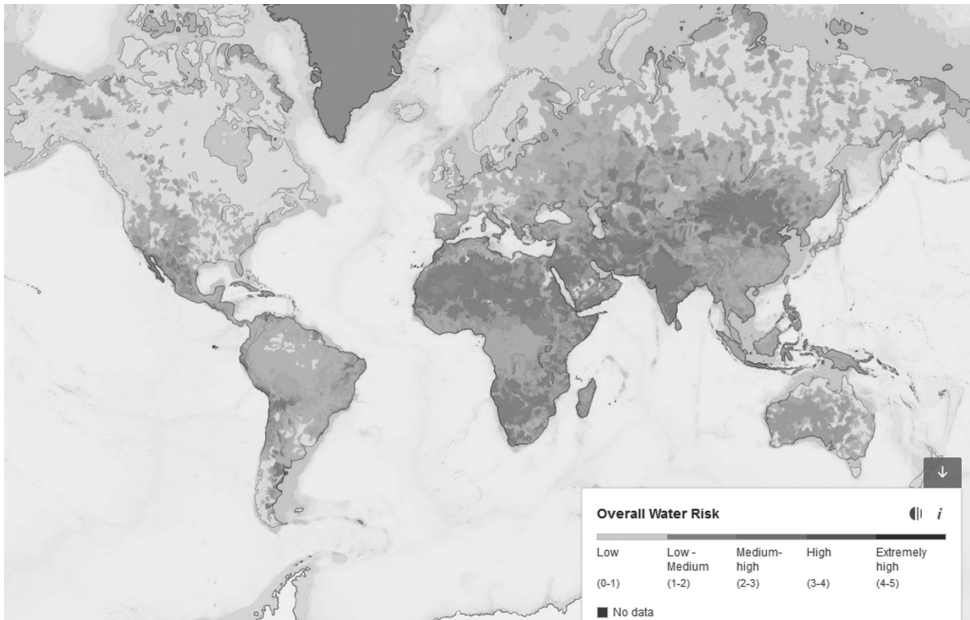 Overall Water Risk
Low Low - Medium- High Extremely
Medium high high
(0-1) (1-2) (2-3) (3-4) (4-5)
No data